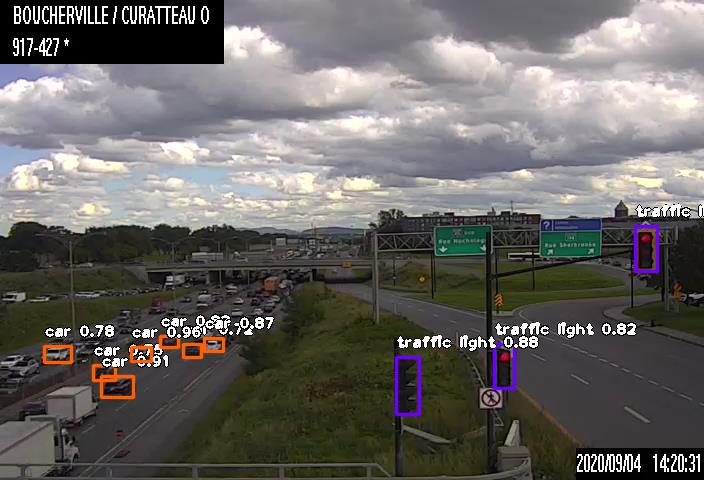 BOUCHERVILLE / CURATTEAU O
917-427 *
traffic li
Rue Hochelaga
Rue Sherbrooke
car 0.87
car 0.78
car 0.96
traffic light 0.82
traffic light 0.88
car 0.91
2020/09/04 14:20:31